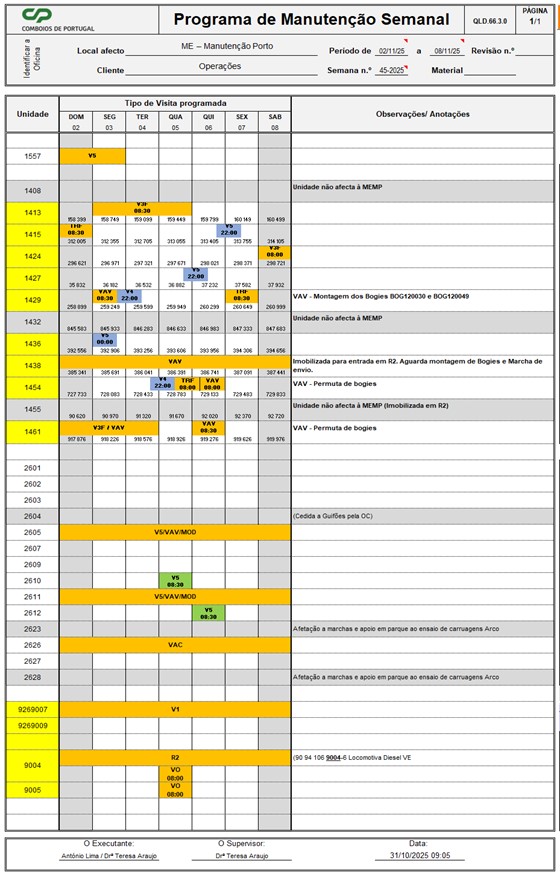 CP
COMBOIOS DE PORTUGAL
Programa de Manutenção Semanal
QLD.66.3.0
PÁGINA
1/1
Identificar a Oficina
Local afecto ME – Manutenção Porto Período de 02/11/25 a 08/11/25 Revisão n.º
Cliente Operações Semana n.º 45-2025 Material
Unidade Tipo de Visita programada Observações/ Anotações
DOM SEG TER QUA QUI SEX SAB
02 03 04 05 06 07 08
1557 V5
1408 Unidade não afecta à MEMP
1413 V3F 08:30
158 399 158 749 159 099 159 449 159 799 160 149 160 499
1415 TRF 08:30 V5 22:00
312 005 312 355 312 705 313 055 313 405 313 755 314 105
1424 V3F 08:00
296 621 296 971 297 321 297 671 298 021 298 371 298 721
1427 V5 22:00
35 832 36 182 36 532 36 882 37 232 37 582 37 932
1429 VAV 08:30 V4 22:00 TRF 08:30 VAV - Montagem dos Bogies BOG120030 e BOG120049
258 899 259 249 259 599 259 949 260 299 260 649 260 999
1432 Unidade não afecta à MEMP
845 583 845 933 846 283 846 633 846 983 847 333 847 683
1436 V5 00:00
392 556 392 906 393 256 393 606 393 956 394 306 394 656
1438 VAV Imobilizada para entrada em R2. Aguarda montagem de Bogies e Marcha de envio.
385 341 385 691 386 041 386 391 386 741 387 091 387 441
1454 V4 22:00 TRF 08:30 VAV 08:30 VAV - Permuta de bogies
727 733 728 083 728 433 728 783 729 133 729 483 729 833
1455 Unidade não afecta à MEMP (Imobilizada em R2)
90 620 90 970 91 320 91 670 92 020 92 370 92 720
1461 V3F / VAV VAV 08:30 VAV - Permuta de bogies
917 876 918 226 918 576 918 926 919 276 919 626 919 976
2601
2602
2603
2604 (Cedida a Guifões pela OC)
2605 V5/VAV/MOD
2607
2609
2610 V5 08:30
2611 V5/VAV/MOD
2612 V5 08:30
2623 Afetação a marchas e apoio em parque ao ensaio de carruagens Arco
2626 VAC
2627
2628 Afetação a marchas e apoio em parque ao ensaio de carruagens Arco
9269007 V1
9269009
9004 R2 (90 94 106 9004-6 Locomotiva Diesel VE
VO 08:00
9005 VO 08:00
O Executante: O Supervisor: Data:
António Lima / Drª Teresa Araujo Drª Teresa Araujo 31/10/2025 09:05